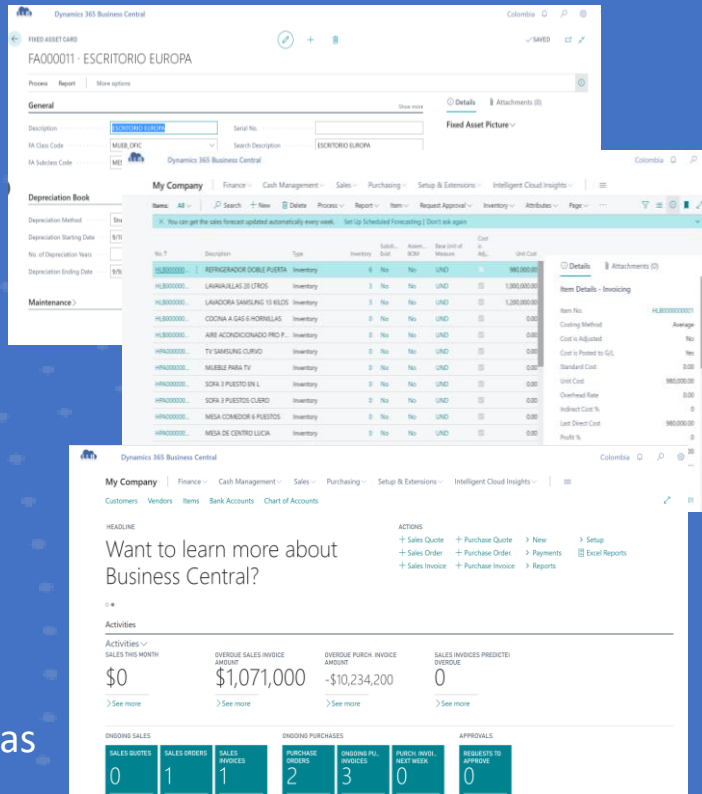 Dynamics 365 Business Central
Colombia
FIXED ASSET CARD
SAVED
FA000011 · ESCRITORIO EUROPA
Process Report More options
General
Show more
Details Attachments (0)
Description ESCRITORIO EUROPA Serial No.
Fixed Asset Picture
FA Class Code MUEB_OFIC Search Description ESCRITORIO EUROPA
FA Subclass Code
Depreciation Book
Depreciation Method
Depreciation Starting Date
No. of Depreciation Years
Depreciation Ending Date
Maintenance
Dynamics 365 Business Central
Colombia
My Company Finance Cash Management Sales Purchasing Setup & Extensions Intelligent Cloud Insights
Items: All Search + New Delete Process Report Item Request Approval Inventory Attributes Page
You can get the sales forecast updated automatically every week. Set Up Scheduled Forecasting | Don't ask again
No. Description Type Inventory Substi... Exist Assem... BOM Base Unit of Measure Cost is Adj... Unit Cost
HLB000000... REFRIGERADOR DOBLE PUERTA Inventory 6 No No UND 980,000.00
HLB000000... LAVAVAJILLAS 20 LTROS Inventory 3 No No UND 1,000,000.00
HLB000000... LAVADORA SAMSUNG 13 KILOS Inventory 3 No No UND 1,200,000.00
HLB000000... COCINA A GAS 6 HORNILLAS Inventory 0 No No UND 0.00
HPA000000... AIRE ACONDICIONADO PRO P... Inventory 0 No No UND 0.00
HPA000000... TV SAMSUNG CURVO Inventory 0 No No UND 0.00
HPA000000... MUEBLE PARA TV Inventory 0 No No UND 0.00
HPA000000... SOFA 3 PUESTO EN L Inventory 0 No No UND 0.00
HPA000000... SOFA 3 PUESTOS CUERO Inventory 0 No No UND 0.00
HPA000000... MESA COMEDOR 6 PUESTOS Inventory 0 No No UND 0.00
HPA000000... MESA DE CENTRO LUCIA Inventory 0 No No UND 0.00
Details Attachments (0)
Item Details - Invoicing
Item No. HLB0000000001
Costing Method Average
Cost is Adjusted No
Cost is Posted to G/L Yes
Standard Cost 0.00
Unit Cost 980,000.00
Overhead Rate 0.00
Indirect Cost % 0
Last Direct Cost 980,000.00
Profit % 0
Dynamics 365 Business Central
Colombia
My Company Finance Cash Management Sales Purchasing Setup & Extensions Intelligent Cloud Insights
Customers Vendors Items Bank Accounts Chart of Accounts
HEADLINE
Want to learn more about
Business Central?
ACTIONS
+ Sales Quote + Purchase Quote > New > Setup
+ Sales Order + Purchase Order > Payments Excel Reports
+ Sales Invoice + Purchase Invoice > Reports
Activities
Activities
SALES THIS MONTH
$0
>See more
OVERDUE SALES INVOICE
AMOUNT
$1,071,000
>See more
OVERDUE PURCH. INVOICE
AMOUNT
-$10,234,200
>See more
SALES INVOICES PREDICTED
OVERDUE
0
>See more
as
ONGOING SALES
SALES QUOTES
0
SALES ORDERS
1
SALES
INVOICES
1
ONGOING PURCHASES
PURCHASE
ORDERS
2
ONGOING PU..
INVOICES
3
PURCH. INVOI..
NEXT WEEK
0
APPROVALS
REQUESTS TO
APPROVE
0